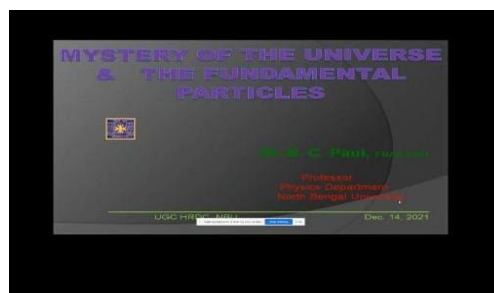 MYSTERY OF THE UNIVERSE
& THE FUNDAMENTAL
PARTICLES
B. C. Paul,
Professor
Physics Department
North Bengal University
UGC HRDC, NBU
Dec. 14, 2021